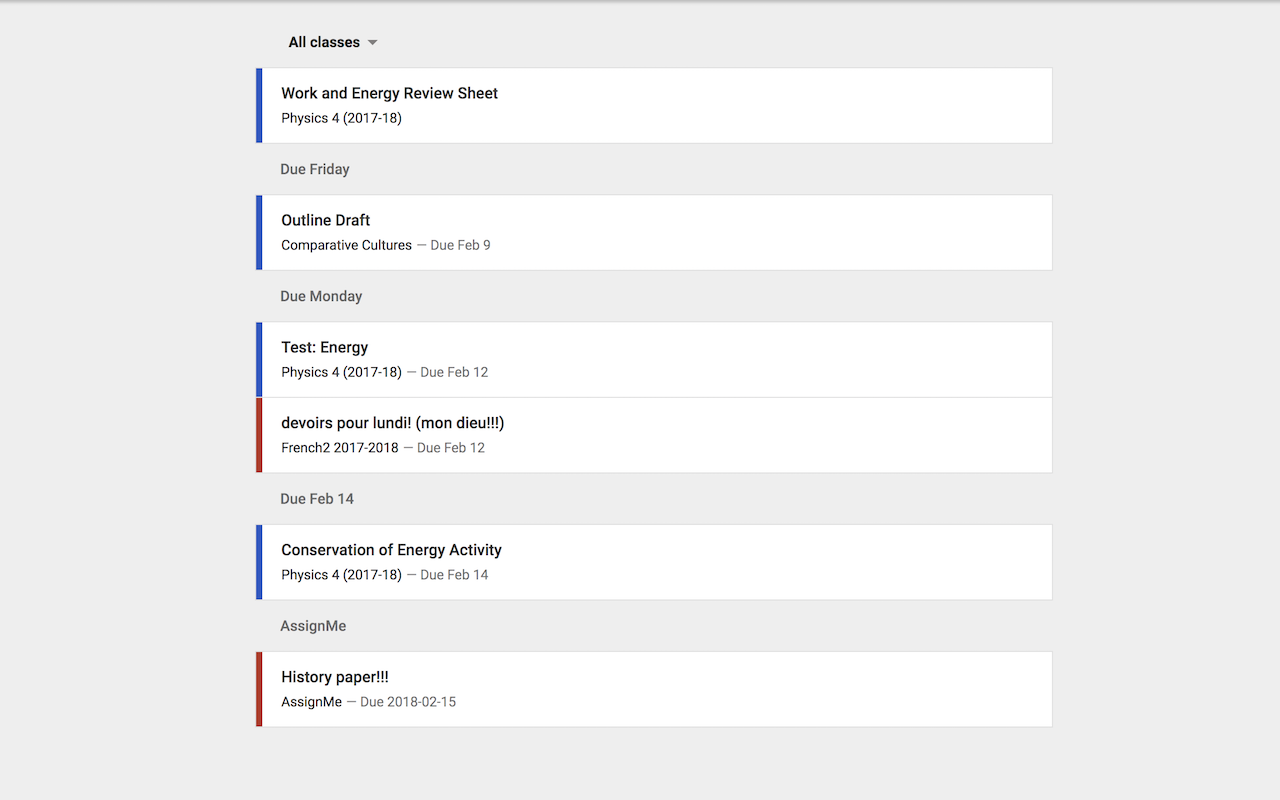 All classes
Work and Energy Review Sheet
Physics 4 (2017-18)
Due Friday
Outline Draft
Comparative Cultures — Due Feb 9
Due Monday
Test: Energy
Physics 4 (2017-18) — Due Feb 12
devoirs pour lundi! (mon dieu!!!)
French2 2017-2018 — Due Feb 12
Due Feb 14
Conservation of Energy Activity
Physics 4 (2017-18) — Due Feb 14
AssignMe
History paper!!!
AssignMe — Due 2018-02-15